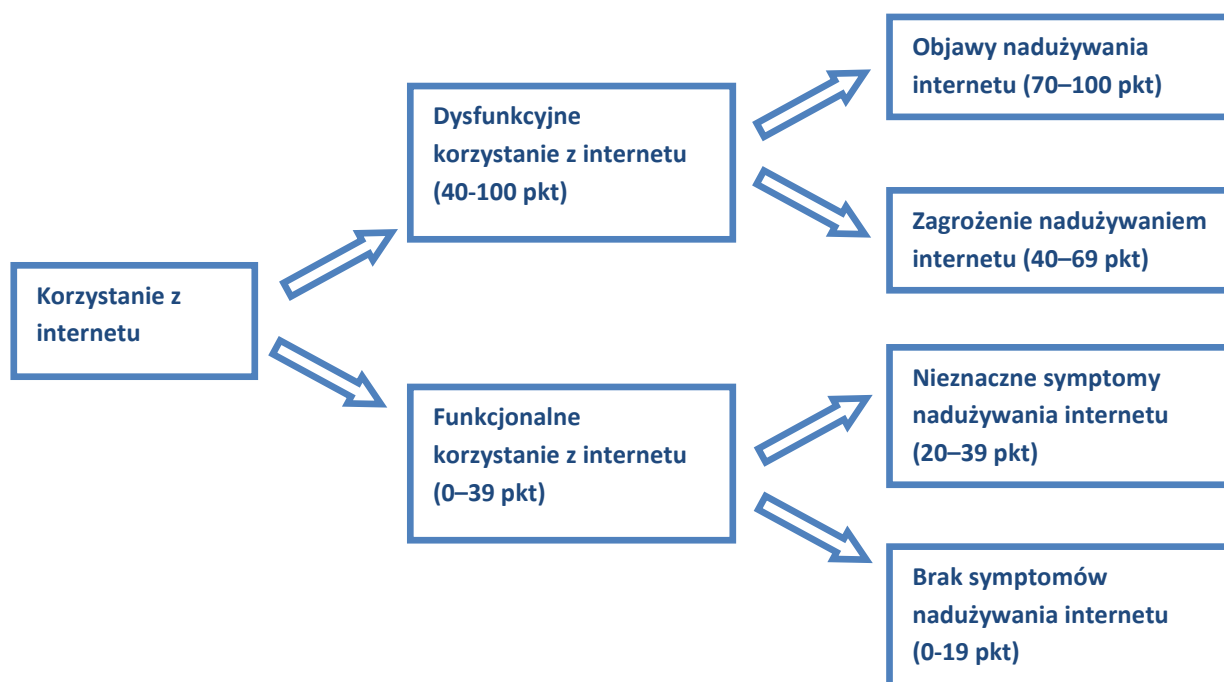 Korzystanie z
internetu
Dysfunkcyjne
korzystanie z internetu
(40-100 pkt)
Funkcjonalne
korzystanie z internetu
(0–39 pkt)
Objawy nadużywania
internetu (70–100 pkt)
Zagrożenie nadużywaniem
internetu (40–69 pkt)
Nieznaczne symptomy
nadużywania internetu
(20–39 pkt)
Brak symptomów
nadużywania internetu
(0-19 pkt)